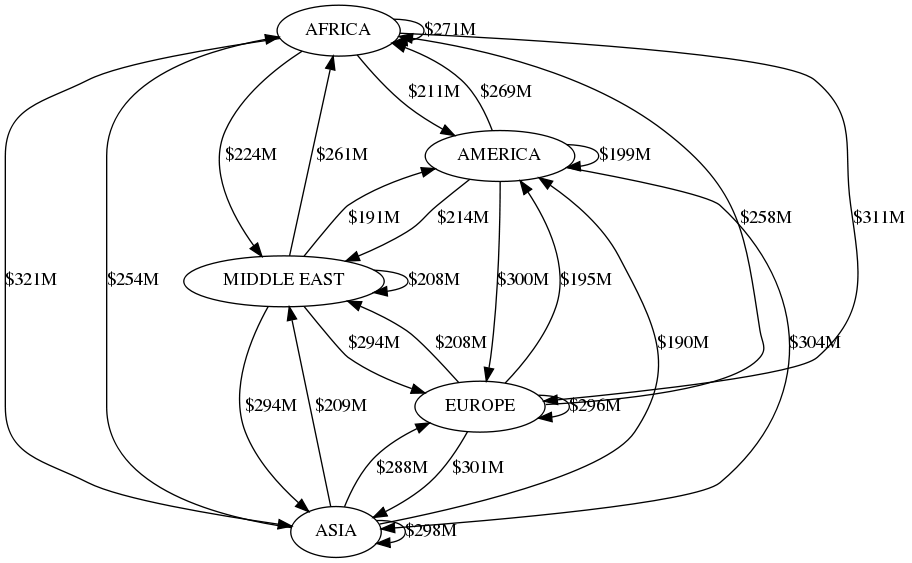 AFRICA
$271M
$211M
$269M
$224M
$261M
AMERICA
$199M
$191M
$214M
$258M
$311M
MIDDLE EAST
$208M
$321M
$254M
$300M
$195M
$294M
$208M
$190M
$304M
EUROPE
$296M
$294M
$209M
$288M
$301M
ASIA
$298M